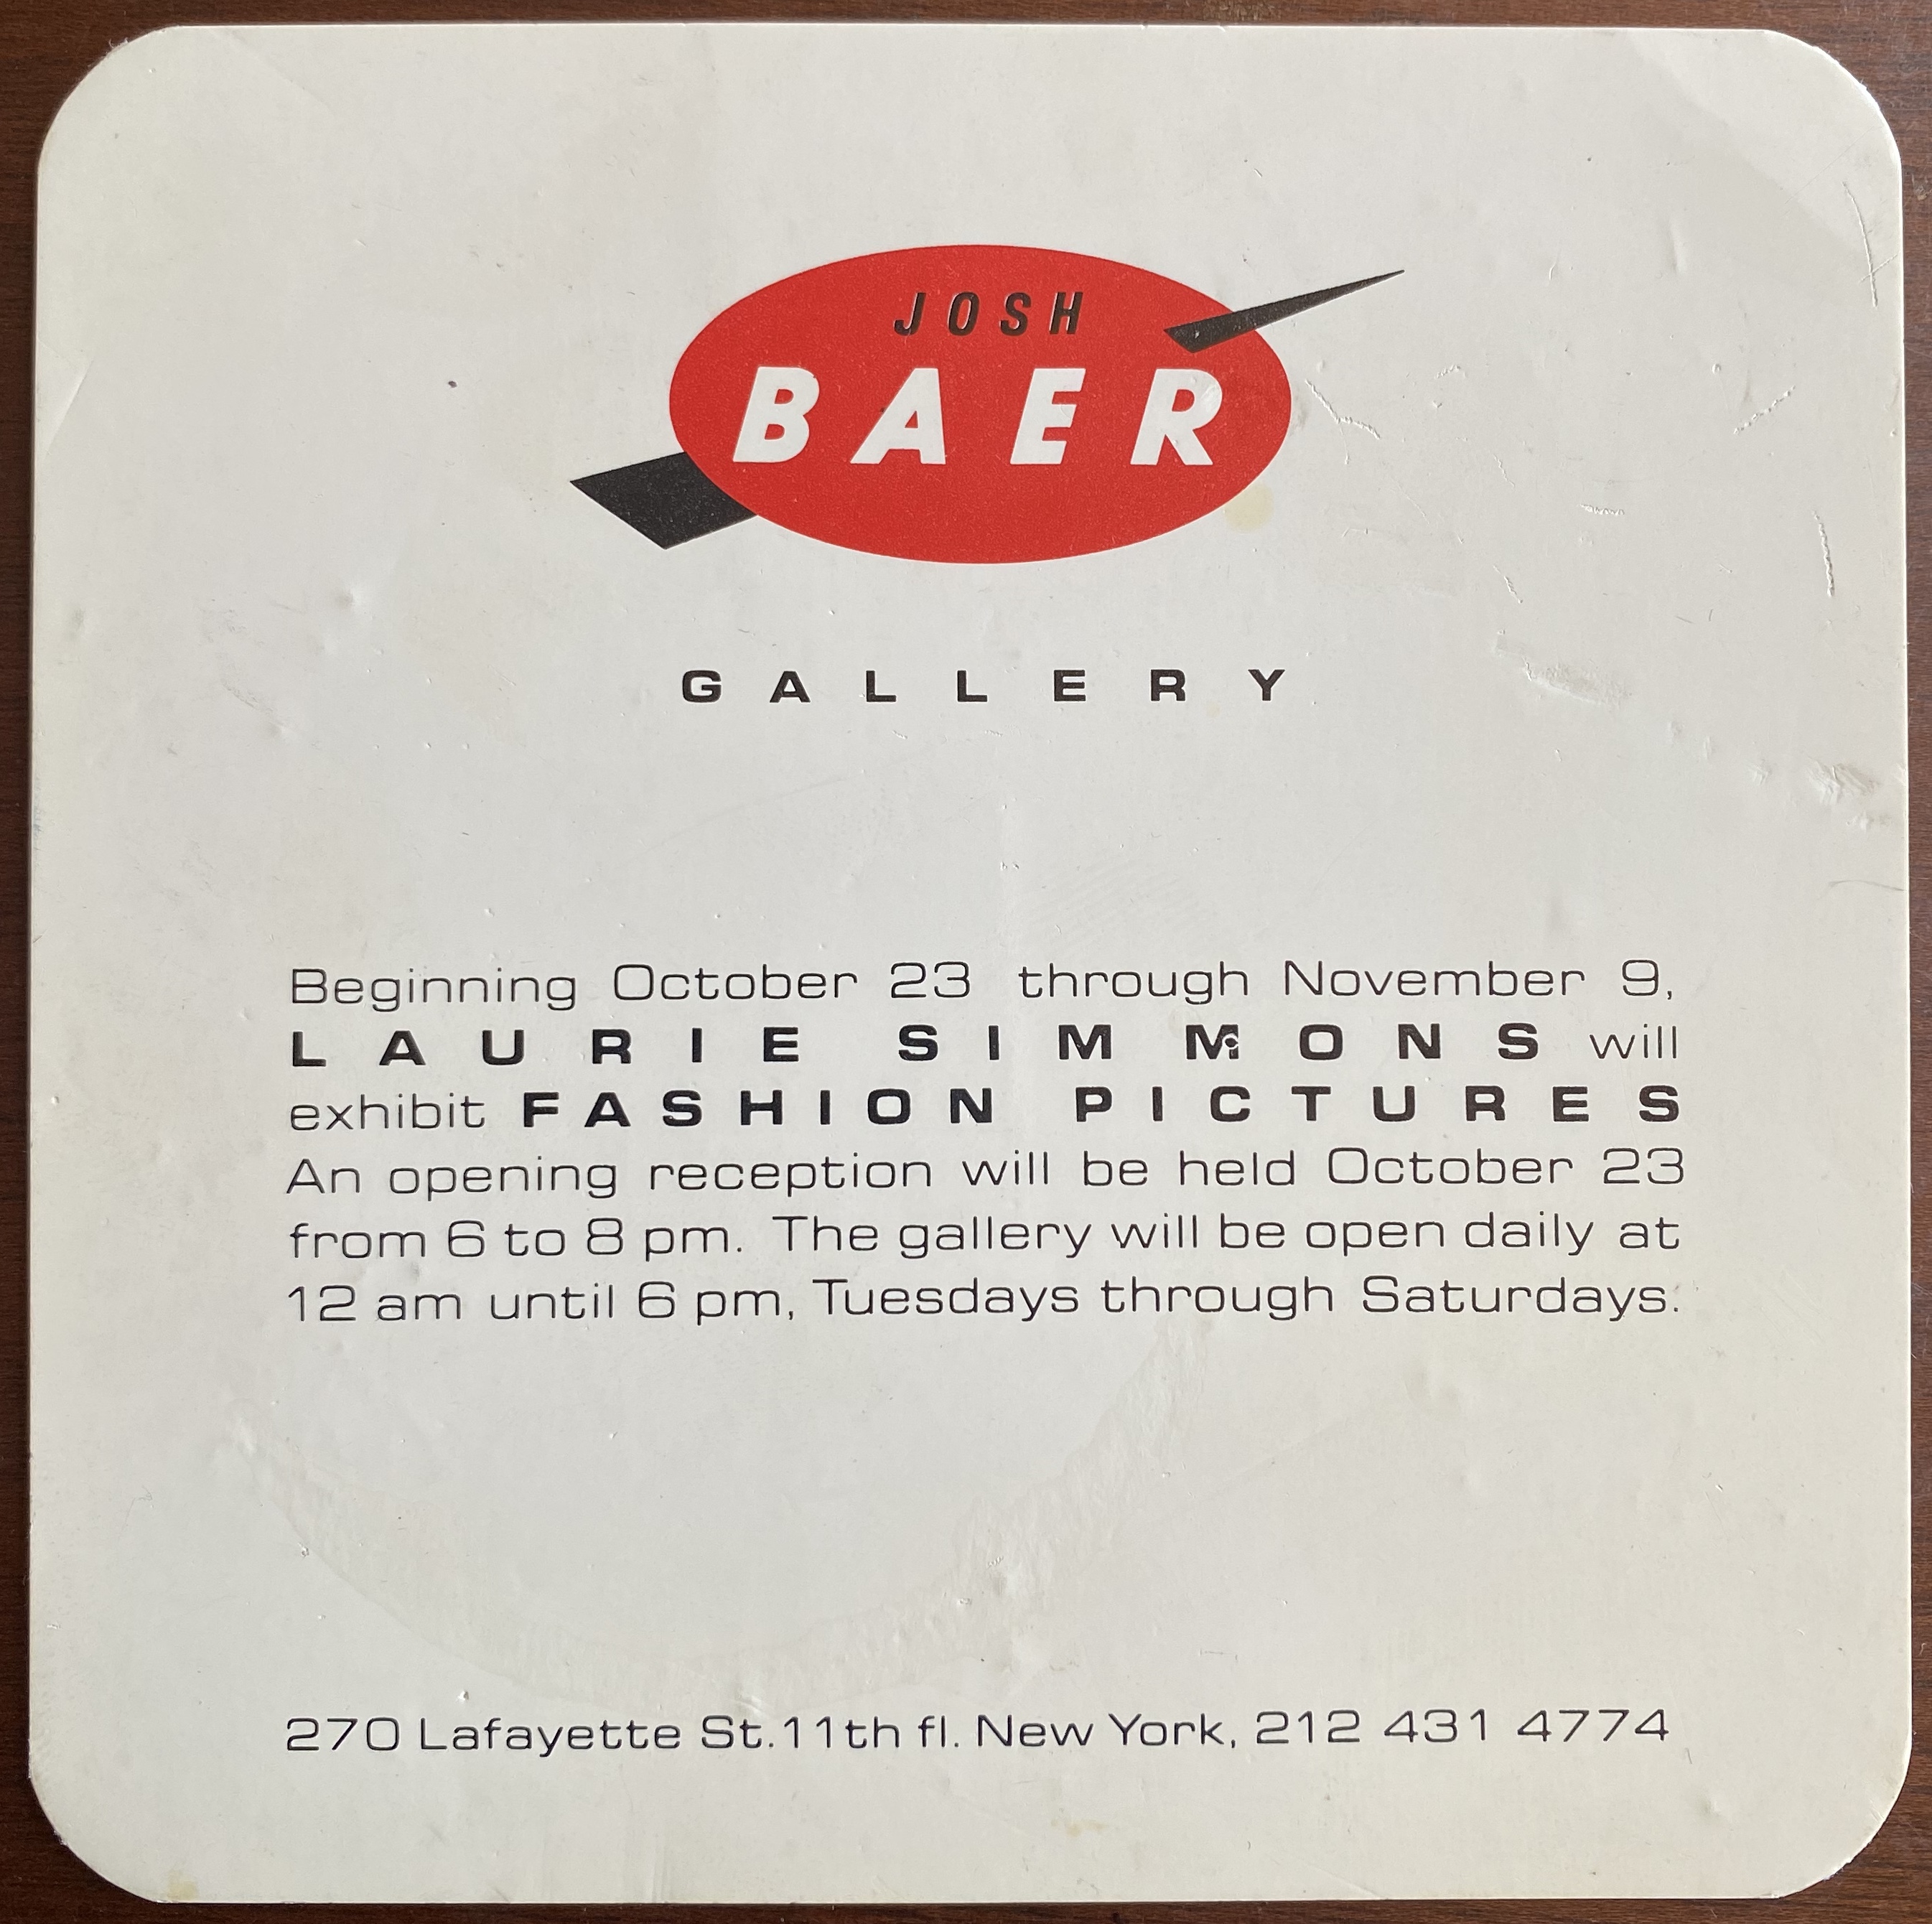 JOSH
BAER
GALLERY
Beginning October 23 through November 9,
LAURIE SIMMONS will
exhibit FASHION PICTURES
An opening reception will be held October 23
from 6 to 8 pm. The gallery will be open daily at
12 am until 6 pm, Tuesdays through Saturdays.
270 Lafayette St.11th fl. New York, 212 431 4774